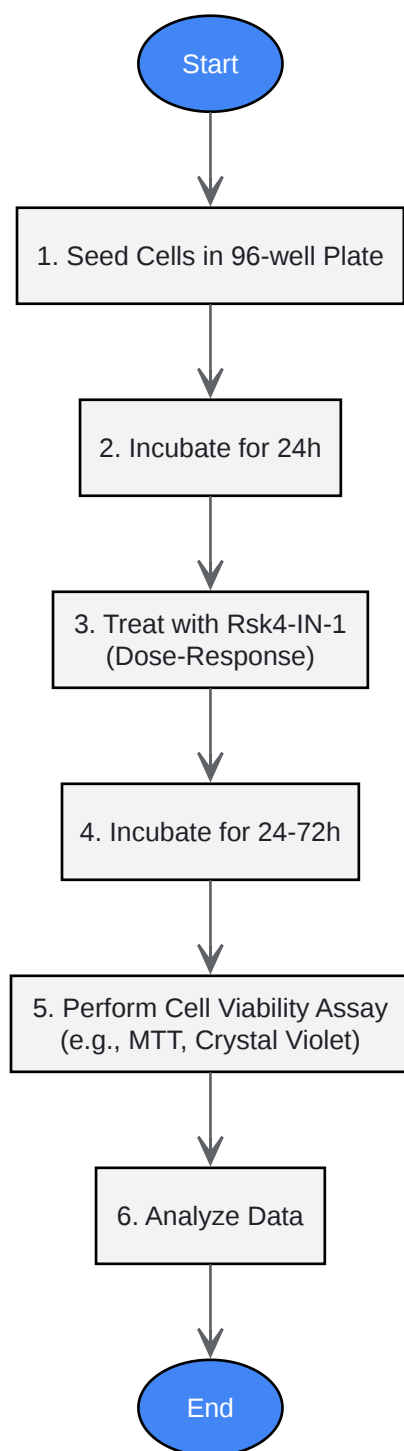 Start
1. Seed Cells in 96-well Plate
2. Incubate for 24h
3. Treat with Rsk4-IN-1
(Dose-Response)
4. Incubate for 24-72h
5. Perform Cell Viability Assay
(e.g., MTT, Crystal Violet)
6. Analyze Data
End